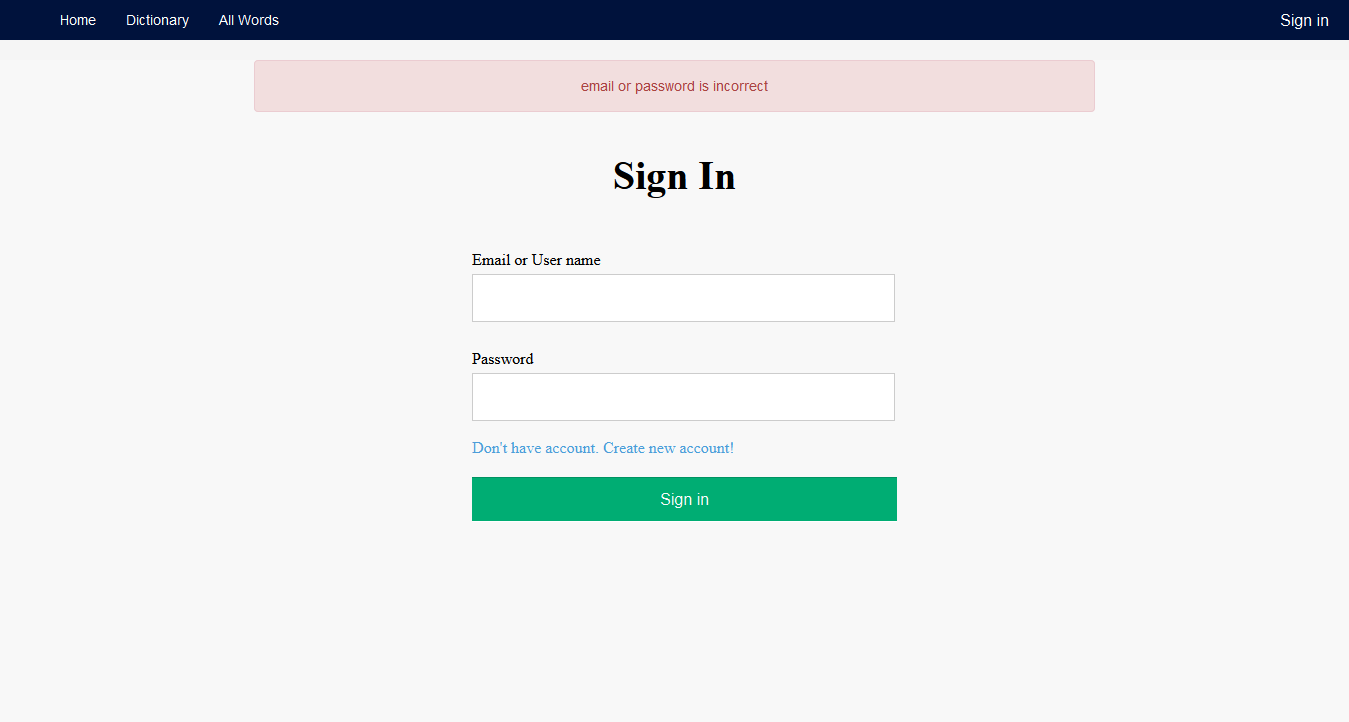 Home Dictionary All Words Sign in
email or password is incorrect
Sign In
Email or User name
Password
Don't have account. Create new account!
Sign in